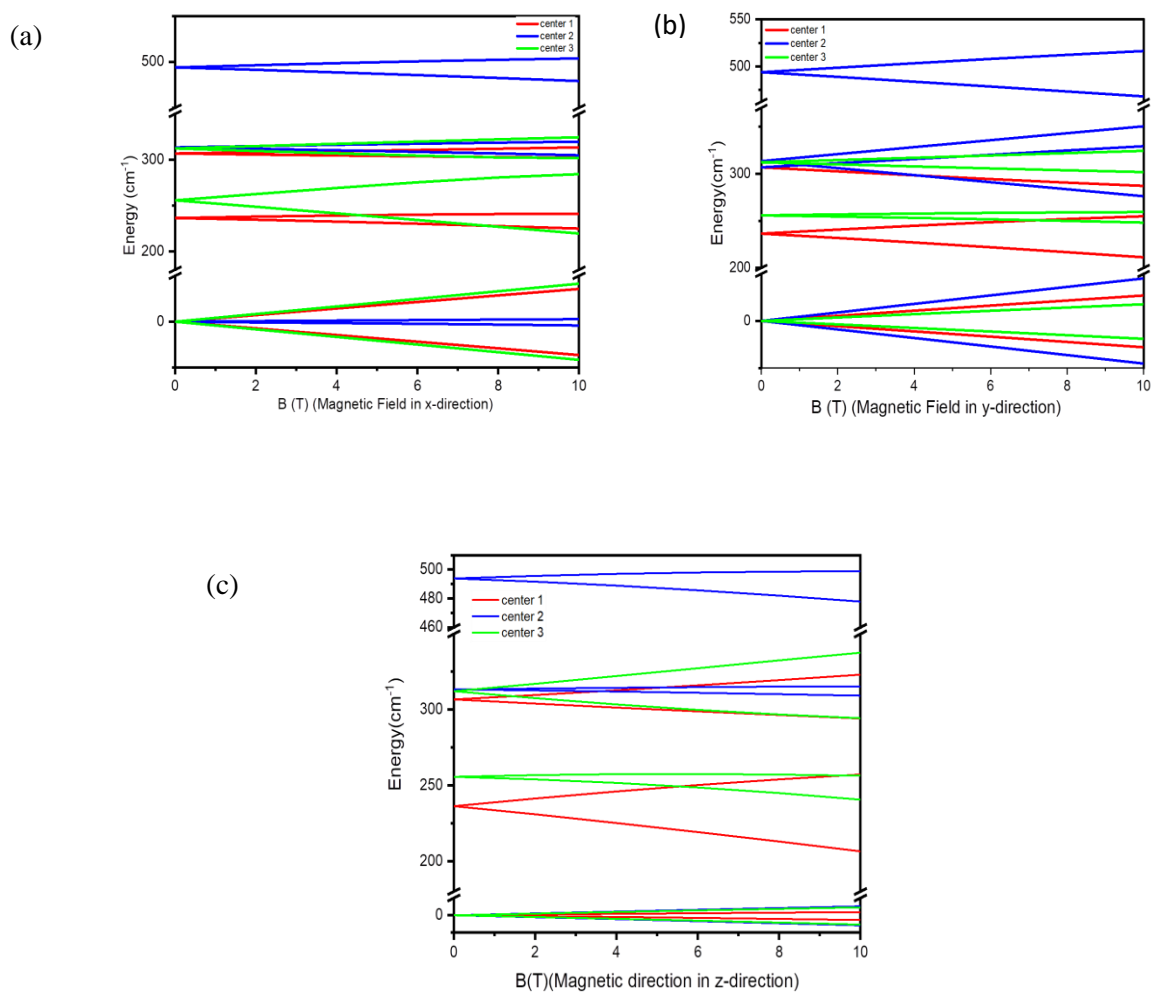 (a)
center 1
center 2
center 3
500
300
200
0
Energy (cm⁻¹)
0 2 4 6 8 10
B (T) (Magnetic Field in x-direction)
(b)
center 1
center 2
center 3
550
500
300
200
0
Energy(cm⁻¹)
0 2 4 6 8 10
B (T) (Magnetic Field in y-direction)
(c)
center 1
center 2
center 3
500
480
460
300
250
200
0
Energy(cm⁻¹)
0 2 4 6 8 10
B(T)(Magnetic direction in z-direction)